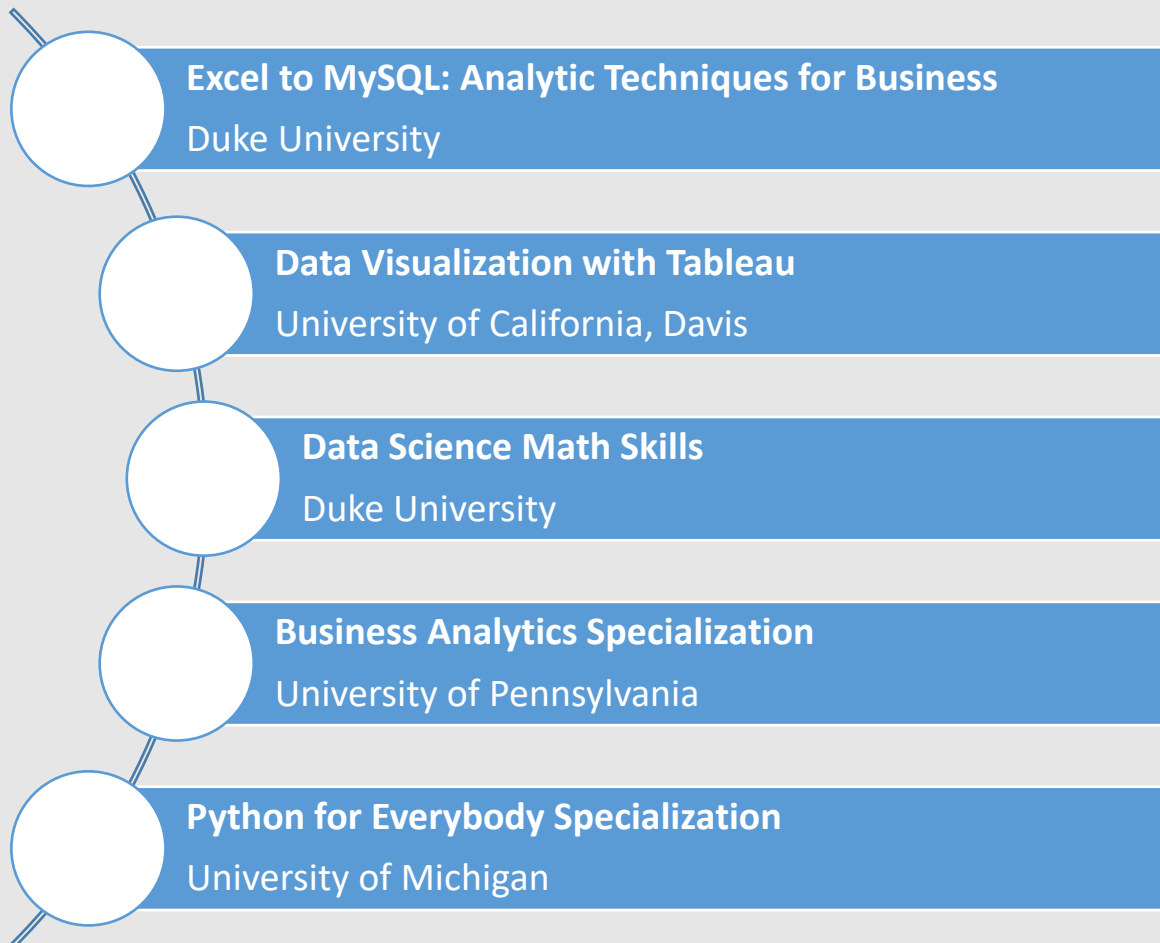 Excel to MySQL: Analytic Techniques for Business
Duke University
Data Visualization with Tableau
University of California, Davis
Data Science Math Skills
Duke University
Business Analytics Specialization
University of Pennsylvania
Python for Everybody Specialization
University of Michigan